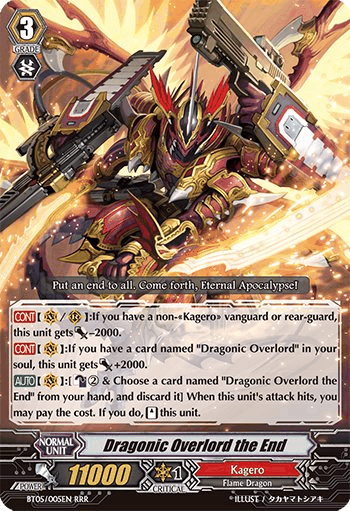 3
GRADE
Put an end to all. Come forth, Eternal Apocalypse!
CONT [ / ]:If you have a non-«Kagero» vanguard or rear-guard,
this unit gets -2000.
CONT [ ]:If you have a card named "Dragonic Overlord" in your
soul, this unit gets +2000.
AUTO [ ]:[ ② & Choose a card named "Dragonic Overlord the
End" from your hand, and discard it] When this unit's attack hits, you
may pay the cost. If you do, this unit.
NORMAL
UNIT
Dragonic Overlord the End
POWER
11000
1
CRITICAL
Kagero
Flame Dragon
BT05/005EN RRR
ILLUST / タカヤマトシアキ